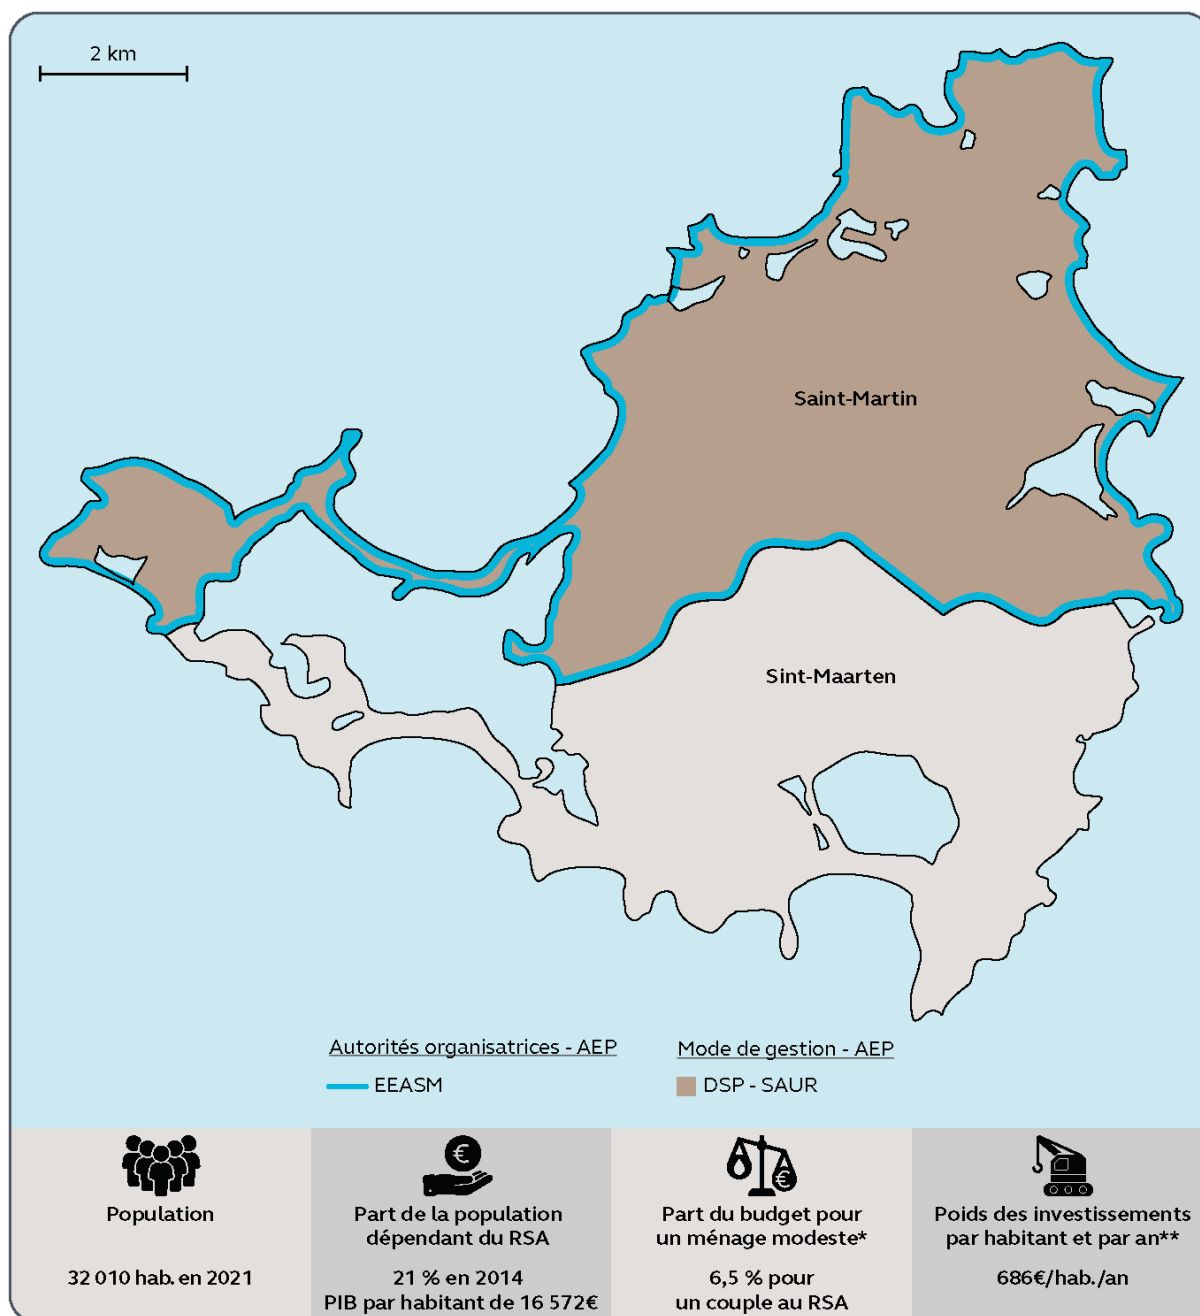 2 km
Saint-Martin
Sint-Maarten
Autorités organisatrices - AEP
EEASM
Mode de gestion - AEP
DSP - SAUR
Population
32 010 hab. en 2021
Part de la population
dépendant du RSA
21 % en 2014
PIB par habitant de 16 572€
Part du budget pour
un ménage modeste*
6,5 % pour
un couple au RSA
Poids des investissements
par habitant et par an**
686€/hab./an